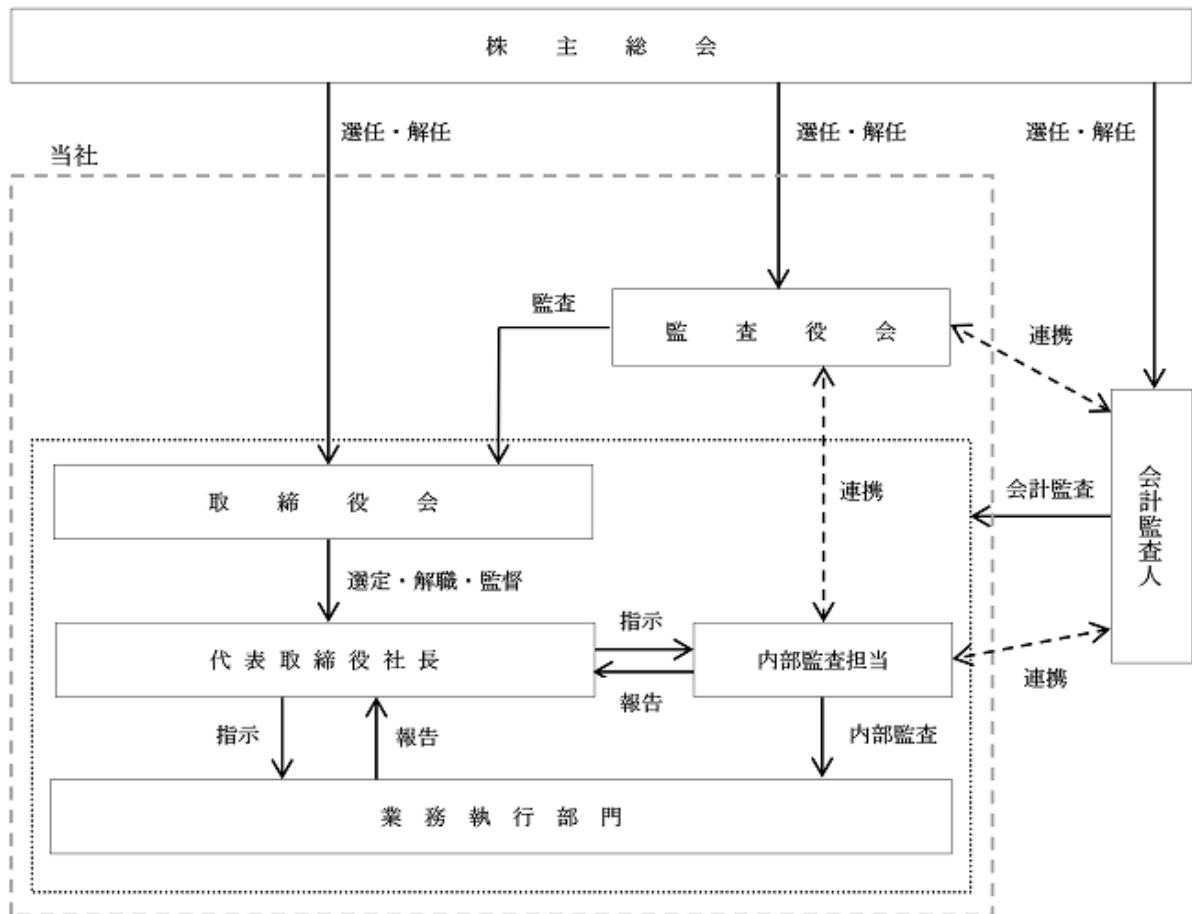 株主総会
選任・解任
選任・解任
選任・解任
当社
監査
監査役会
連携
取締役会
連携
会計監査
会計監査人
選定・解職・監督
代表取締役社長
指示
報告
内部監査担当
連携
指示
報告
内部監査
業務執行部門